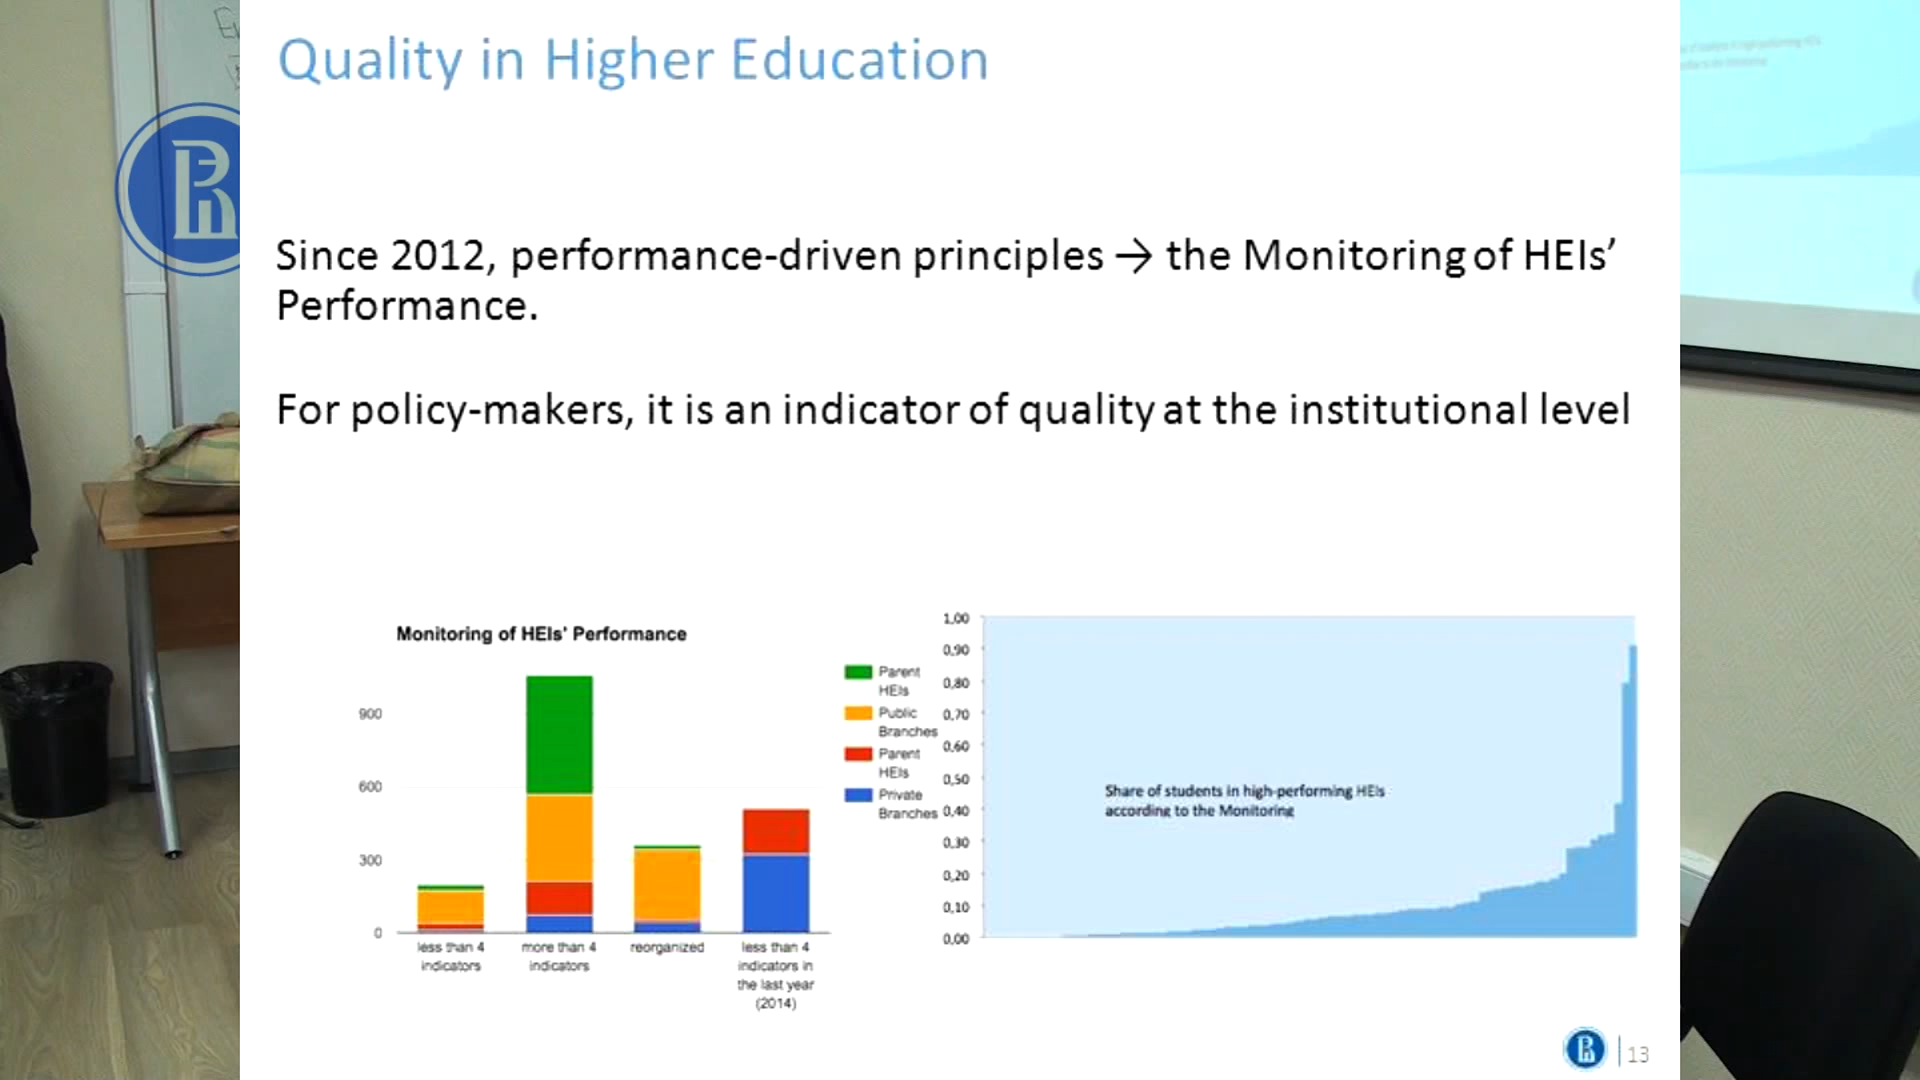 Quality in Higher Education
Since 2012, performance-driven principles → the Monitoring of HEIs’
Performance.
For policy-makers, it is an indicator of quality at the institutional level
Monitoring of HEIs' Performance
900
600
300
0
less than 4
indicators
more than 4
indicators
reorganized
less than 4
indicators in
the last year
(2014)
Parent
HEIs
Public
Branches
Parent
HEIs
Private
Branches
1,00
0,90
0,80
0,70
0,60
0,50
0,40
0,30
0,20
0,10
0,00
Share of students in high-performing HEIs
according to the Monitoring
13